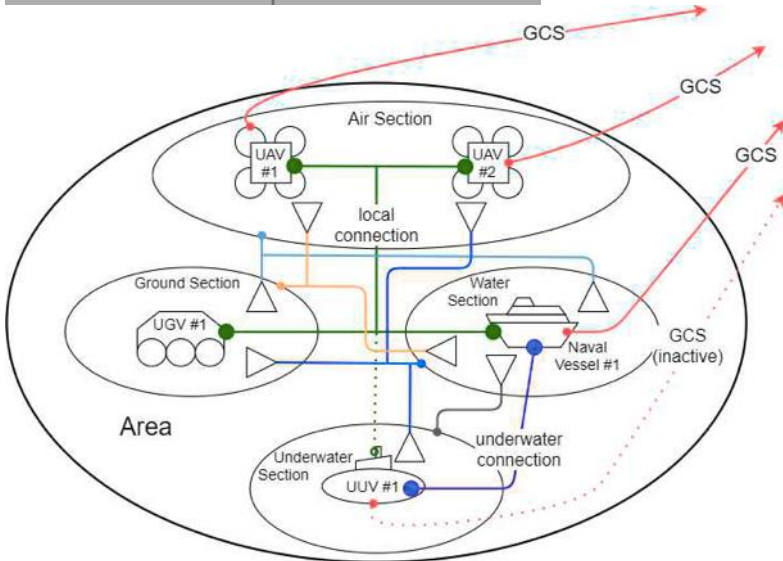 GCS
GCS
GCS
Air Section
UAV
#1
UAV
#2
local
connection
Ground Section
Water
Section
UGV #1
Naval
Vessel #1
GCS
(inactive)
Area
Underwater
Section
underwater
connection
UUV #1